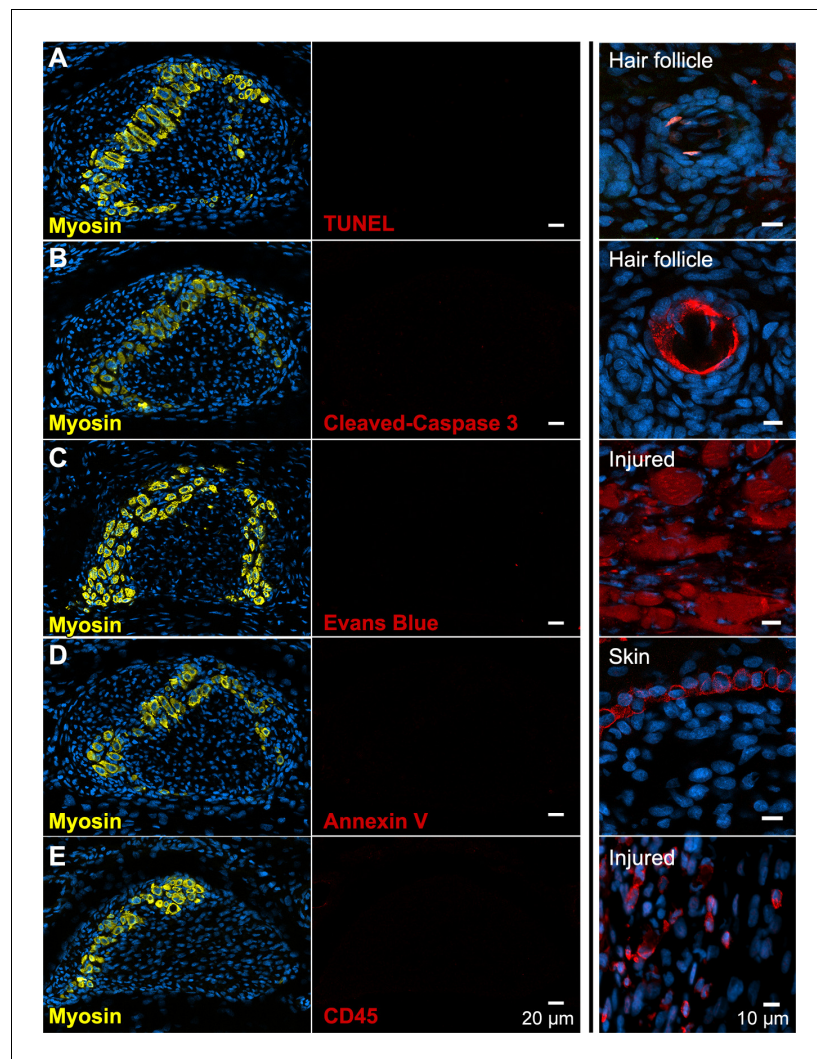 A
Myosin
TUNEL
Hair follicle
B
Myosin
Cleaved-Caspase 3
Hair follicle
C
Myosin
Evans Blue
Injured
D
Myosin
Annexin V
Skin
E
Myosin
CD45
20 µm
Injured
10 µm